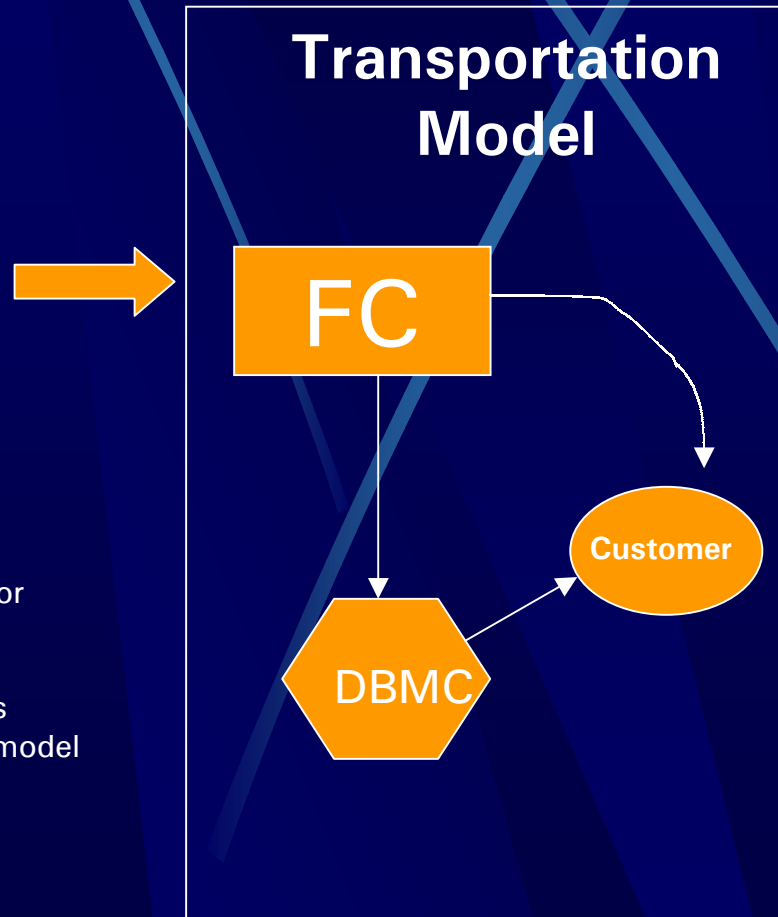 Transportation
Model
FC
Customer
DBMC
or
s
model